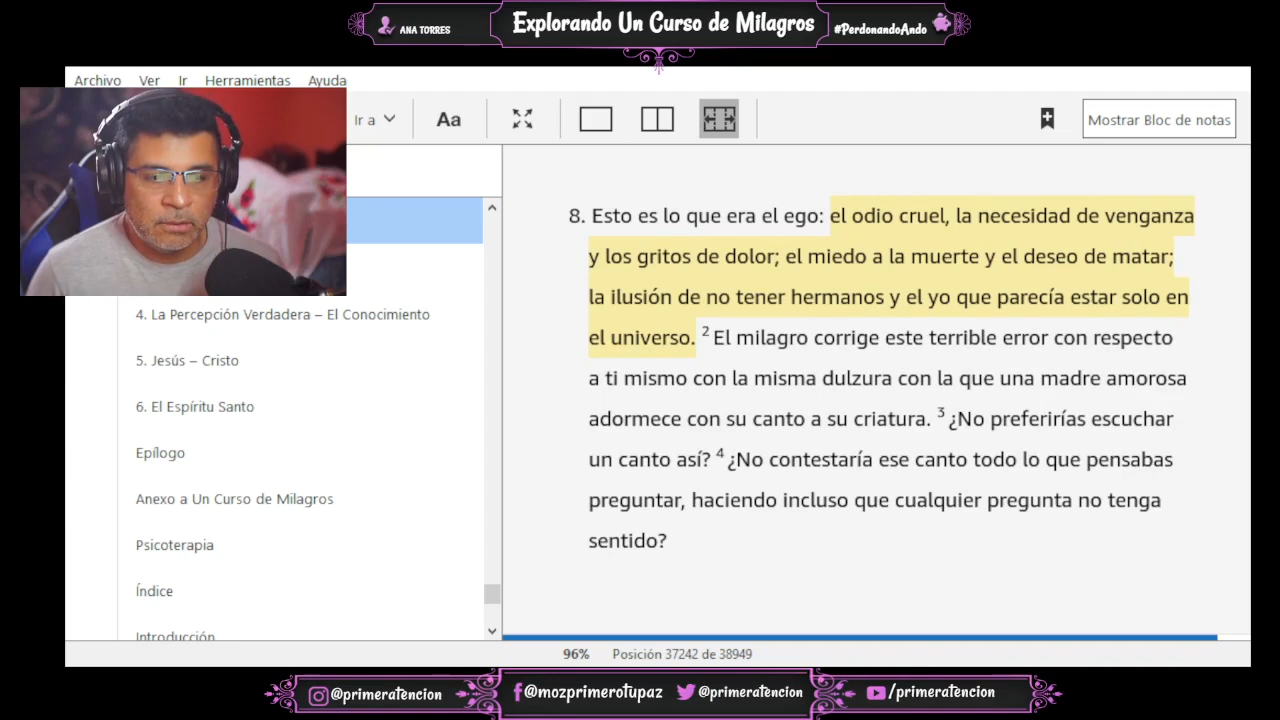 ANA TORRES
Explorando Un Curso de Milagros
#PerdonandoAndo
Archivo Ver Ir Herramientas Ayuda
Ir a
Aa
Mostrar Bloc de notas
4. La Percepción Verdadera – El Conocimiento
5. Jesús – Cristo
6. El Espíritu Santo
Epílogo
Anexo a Un Curso de Milagros
Psicoterapia
Índice
Introducción
8. Esto es lo que era el ego: el odio cruel, la necesidad de venganza
y los gritos de dolor; el miedo a la muerte y el deseo de matar;
la ilusión de no tener hermanos y el yo que parecía estar solo en
el universo. ² El milagro corrige este terrible error con respecto
a ti mismo con la misma dulzura con la que una madre amorosa
adormece con su canto a su criatura. ³ ¿No preferirías escuchar
un canto así? ⁴ ¿No contestaría ese canto todo lo que pensabas
preguntar, haciendo incluso que cualquier pregunta no tenga
sentido?
96% Posición 37242 de 38949
@primeratencion
@mozprimerotupaz
@primeratencion
/primeratencion